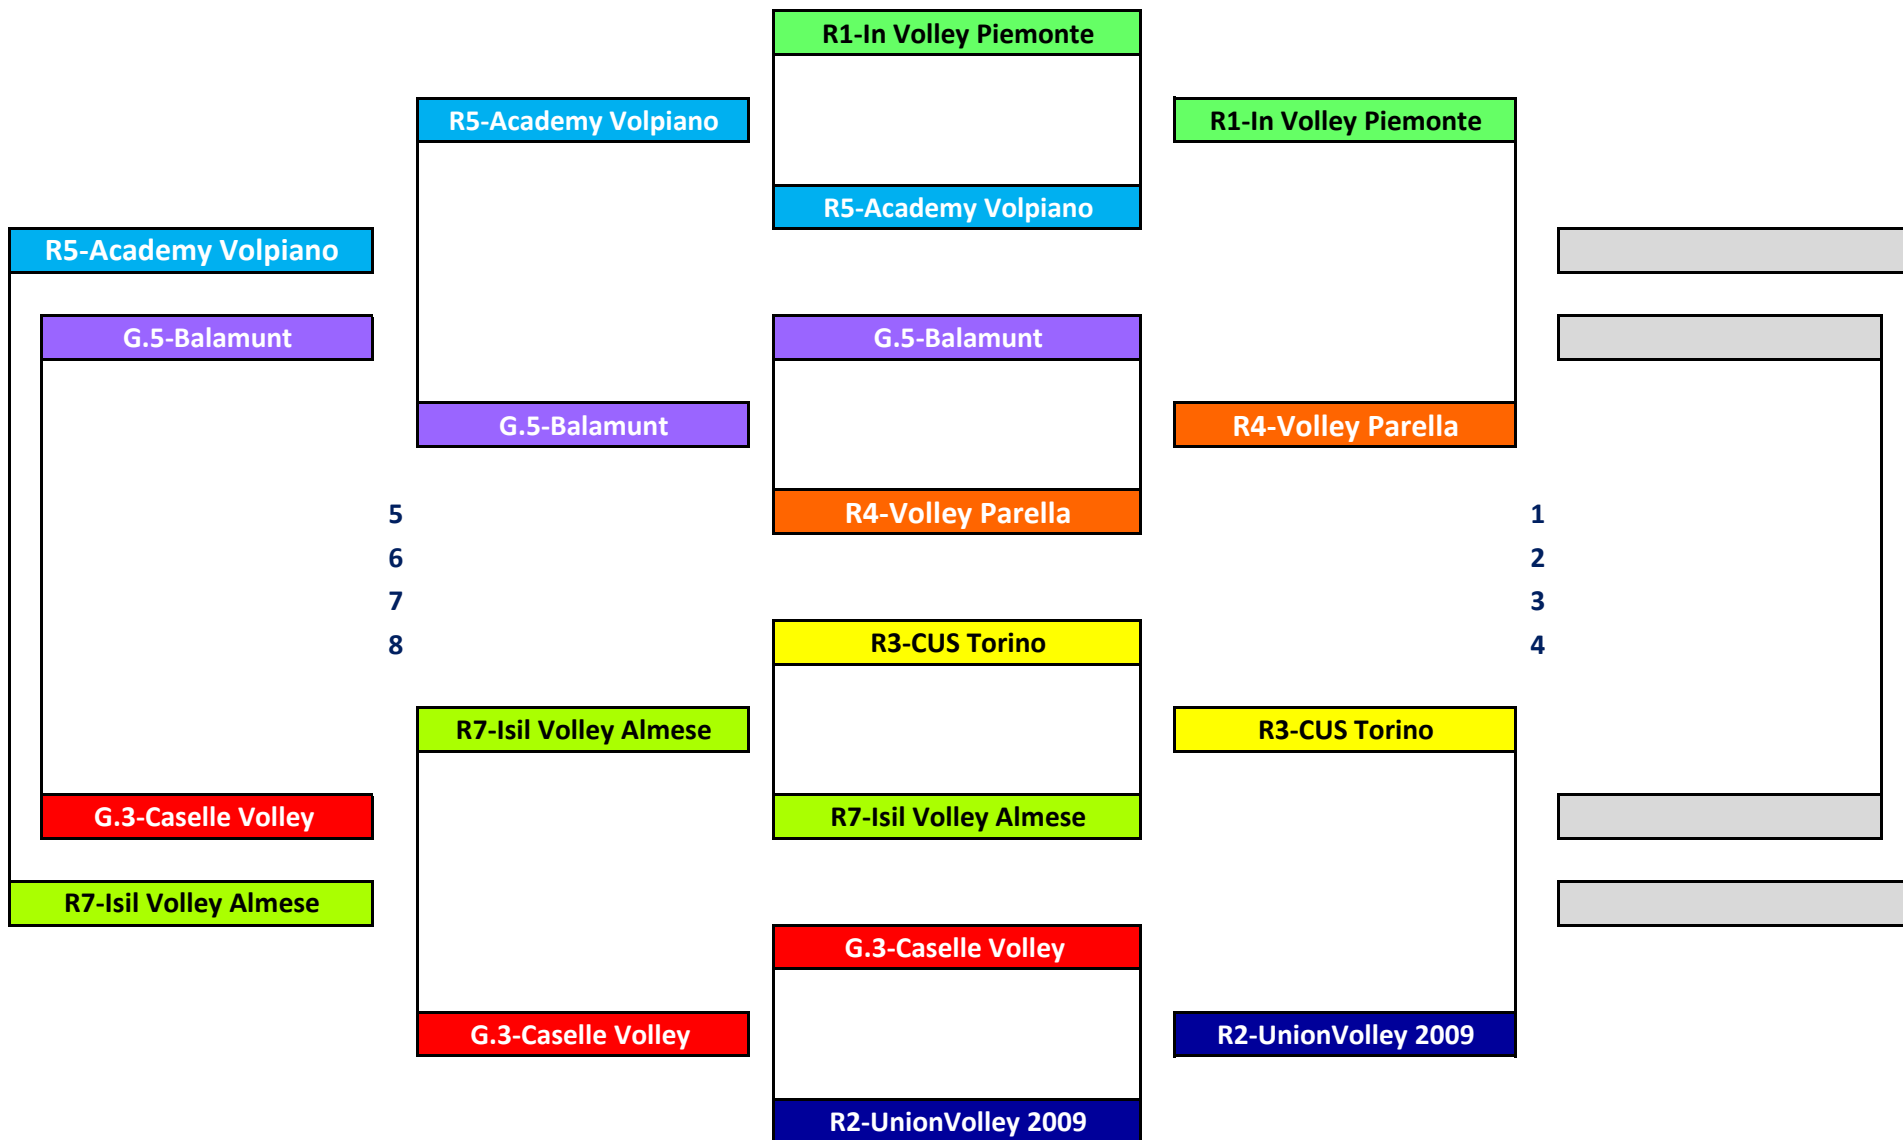 R1-In Volley Piemonte
R5-Academy Volpiano
R1-In Volley Piemonte
R5-Academy Volpiano
R5-Academy Volpiano
G.5-Balamunt
G.5-Balamunt
G.5-Balamunt
R4-Volley Parella
5
R4-Volley Parella
1
6
2
7
3
8
R3-CUS Torino
4
R7-Isil Volley Almese
R3-CUS Torino
G.3-Caselle Volley
R7-Isil Volley Almese
R7-Isil Volley Almese
G.3-Caselle Volley
G.3-Caselle Volley
R2-UnionVolley 2009
R2-UnionVolley 2009